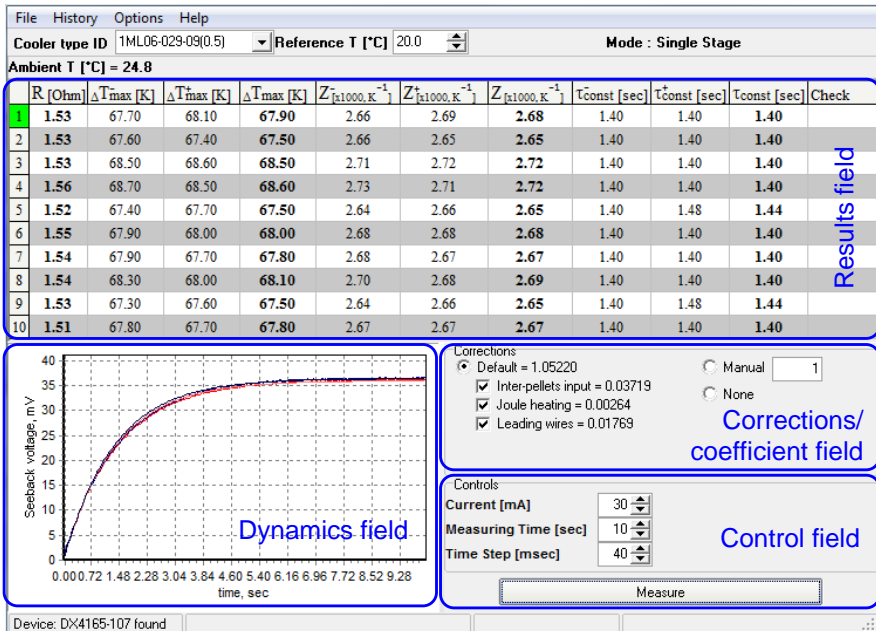 File History Options Help
Cooler type ID 1ML06-029-09(0.5) Reference T [°C] 20.0 Mode : Single Stage
Ambient T [°C] = 24.8
R [Ohm] ΔT⁻max [K] ΔT⁺max [K] ΔTmax [K] Z⁻[x1000, K⁻¹] Z⁺[x1000, K⁻¹] Z[x1000, K⁻¹] τ⁻const [sec] τ⁺const [sec] τconst [sec] Check
1 1.53 67.70 68.10 67.90 2.66 2.69 2.68 1.40 1.40 1.40
2 1.53 67.60 67.40 67.50 2.66 2.65 2.65 1.40 1.40 1.40
3 1.53 68.50 68.60 68.50 2.71 2.72 2.72 1.40 1.40 1.40
4 1.56 68.70 68.50 68.60 2.73 2.71 2.72 1.40 1.40 1.40
5 1.52 67.40 67.70 67.50 2.64 2.66 2.65 1.40 1.48 1.44
6 1.55 67.90 68.00 68.00 2.68 2.68 2.68 1.40 1.40 1.40
7 1.54 67.90 67.70 67.80 2.68 2.67 2.67 1.40 1.40 1.40
8 1.54 68.30 68.00 68.10 2.70 2.68 2.69 1.40 1.40 1.40
9 1.53 67.30 67.60 67.50 2.64 2.66 2.65 1.40 1.48 1.44
10 1.51 67.80 67.70 67.80 2.67 2.67 2.67 1.40 1.40 1.40
Results field
40
35
30
25
20
15
10
5
0
Seeback voltage, mV
0.00 0.72 1.48 2.28 3.04 3.84 4.60 5.40 6.16 6.96 7.72 8.52 9.28
time, sec
Dynamics field
Corrections
Default = 1.05220
Manual 1
Inter-pellets input = 0.03719
None
Joule heating = 0.00264
Leading wires = 0.01769
Corrections/
coefficient field
Controls
Current [mA] 30
Measuring Time [sec] 10
Time Step [msec] 40
Control field
Measure
Device: DX4165-107 found